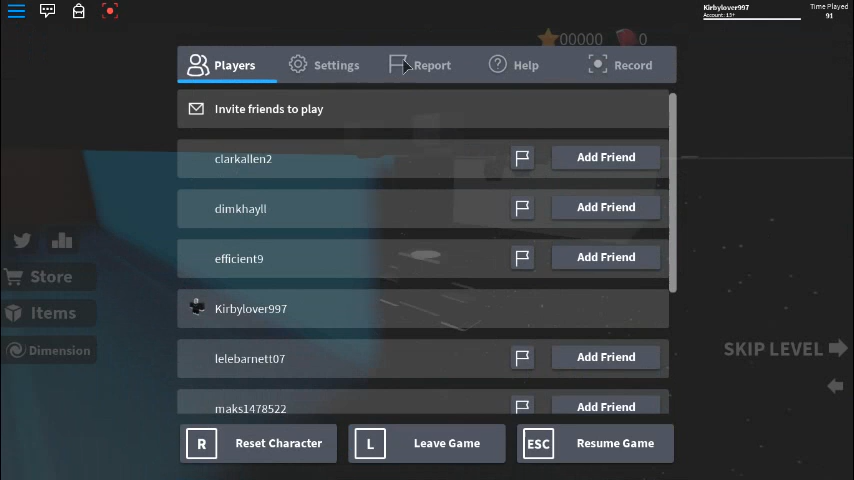 Kirbylover997
Account: 13+
Time Played
91
00000 0
Players Settings Report Help Record
Invite friends to play
clarkallen2 Add Friend
dimkhayll Add Friend
efficient9 Add Friend
Kirbylover997
lelebarnett07 Add Friend
maks1478522 Add Friend
Store
Items
Dimension
SKIP LEVEL
R Reset Character L Leave Game ESC Resume Game